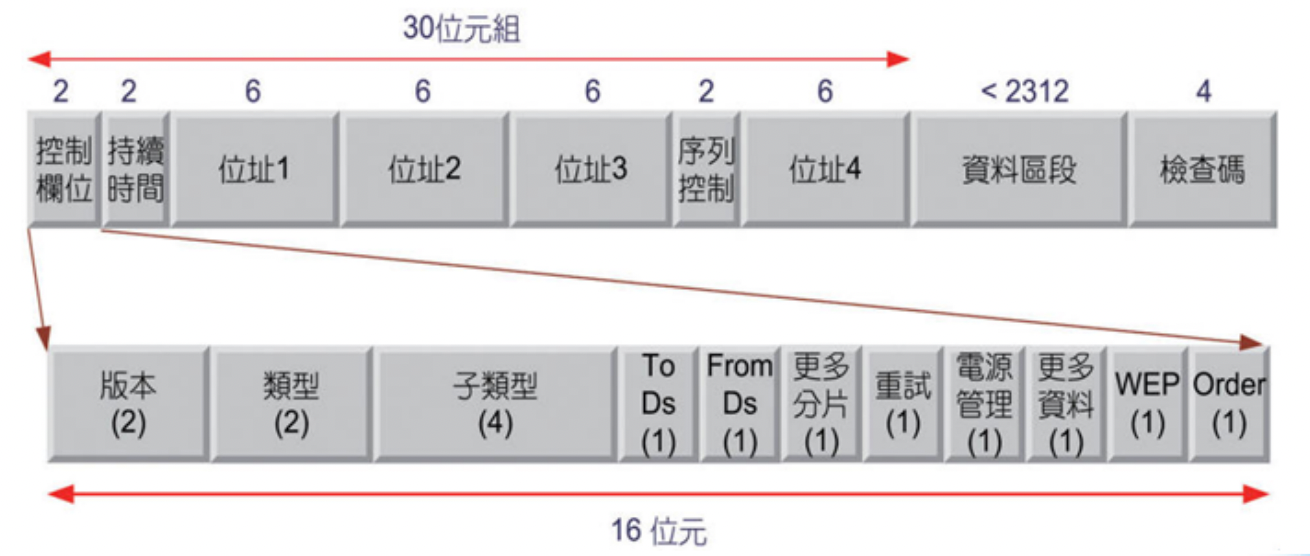 30位元組
2 2 6 6 6 2 6 < 2312 4
控制欄位 持續時間 位址1 位址2 位址3 序列控制 位址4 資料區段 檢查碼
版本 (2) 類型 (2) 子類型 (4) To Ds (1) From Ds (1) 更多分片 (1) 重試 (1) 電源管理 (1) 更多資料 (1) WEP (1) Order (1)
16 位元